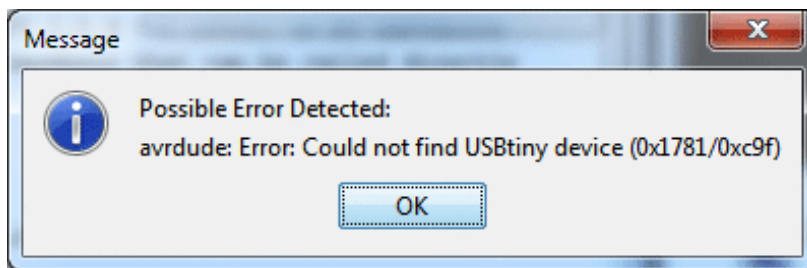 Message
Possible Error Detected:
avrdude: Error: Could not find USBtiny device (0x1781/0xc9f)
OK